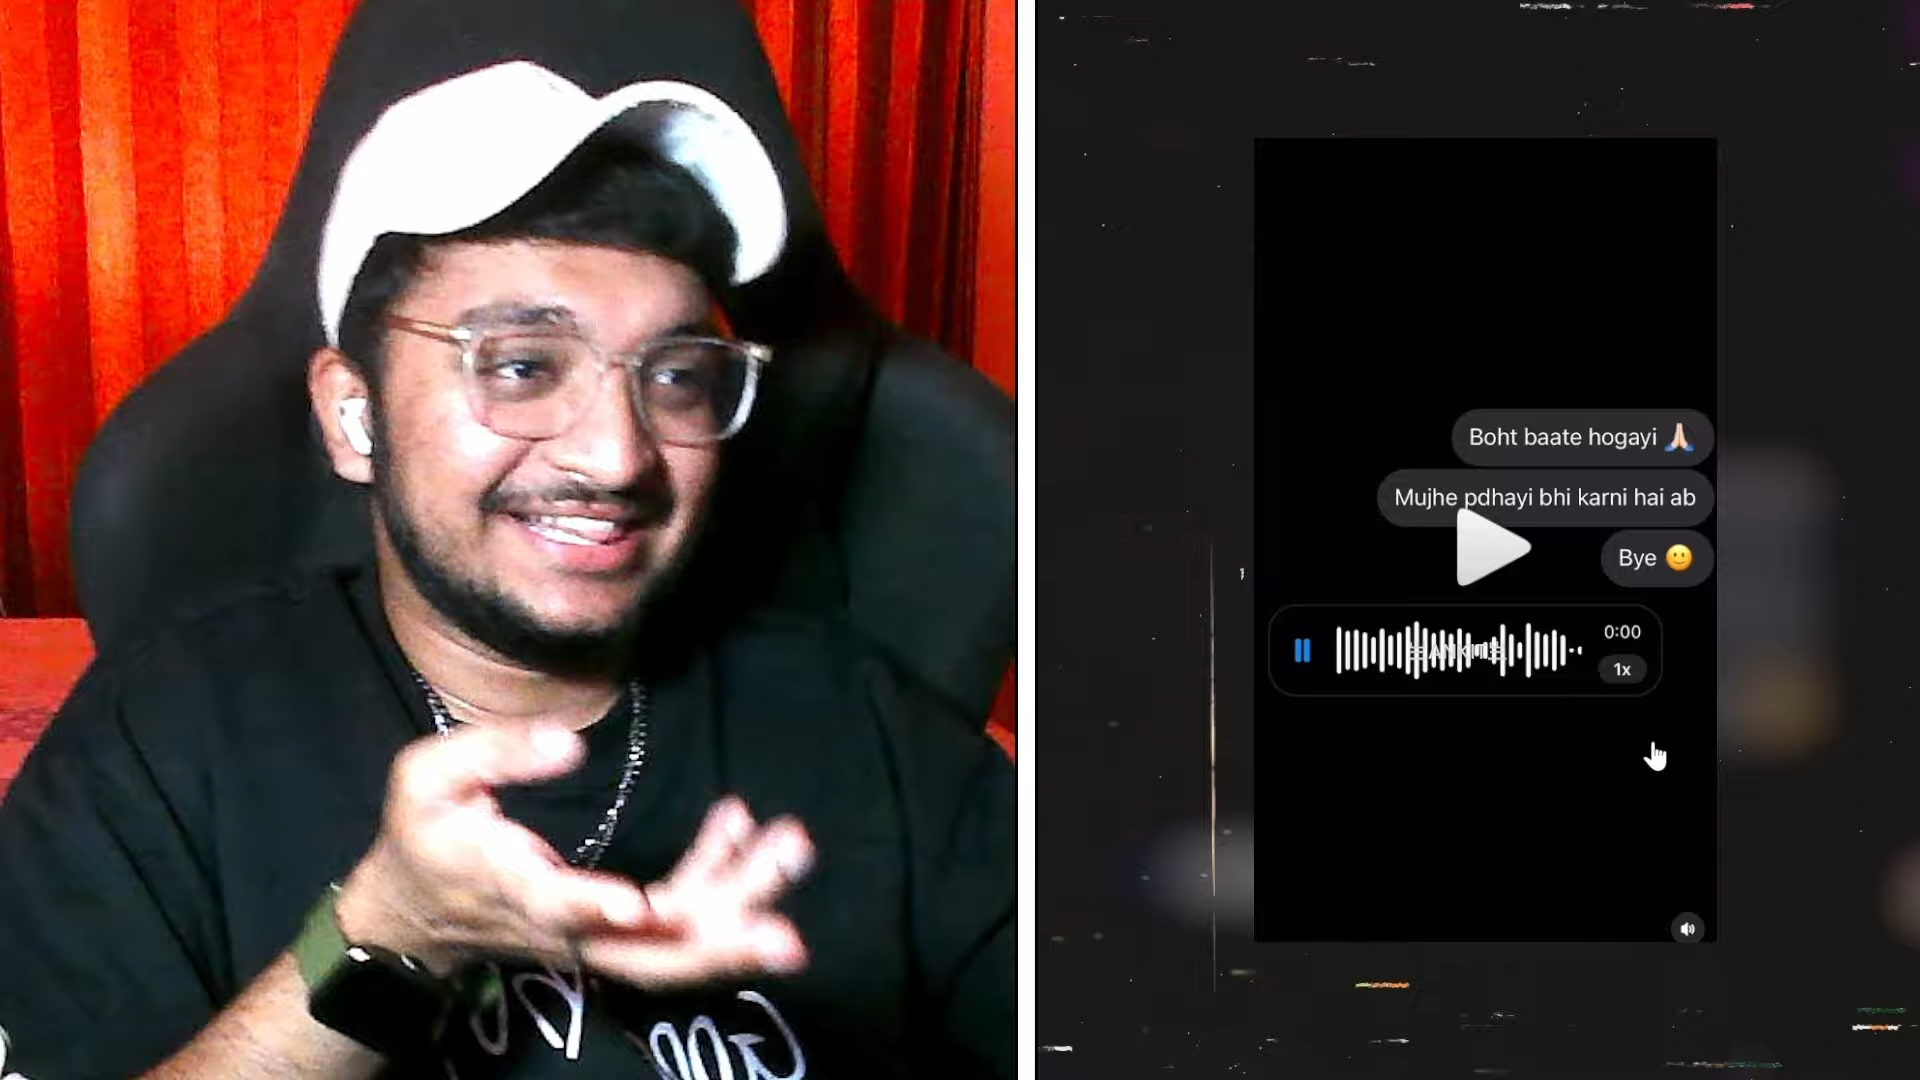 Boht baate hogayi 🙏🏻
Mujhe pdhayi bhi karni hai ab
Bye 🙂
0:00
1x